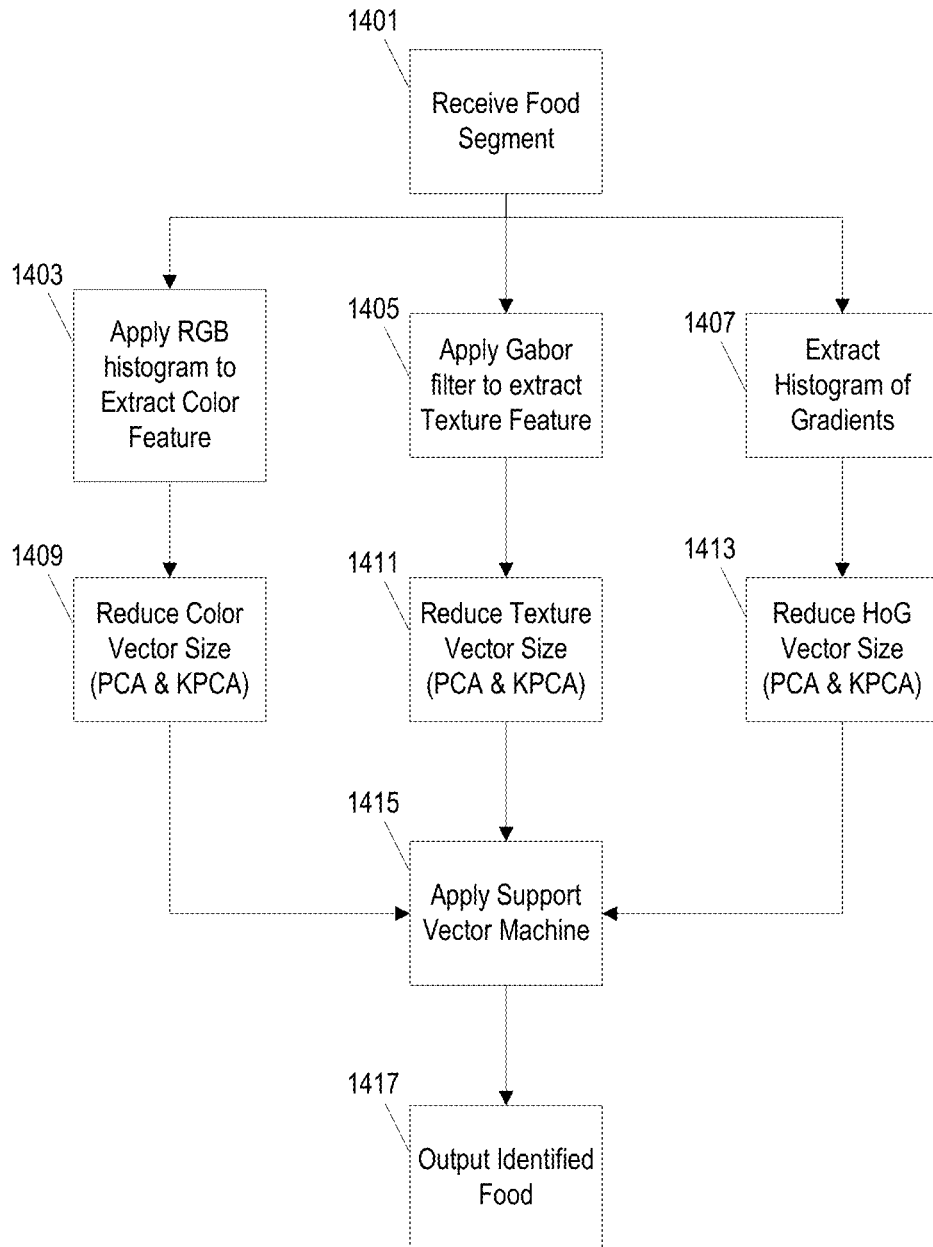 1401
Receive Food
Segment
1403
Apply RGB
histogram to
Extract Color
Feature
1405
Apply Gabor
filter to extract
Texture Feature
1407
Extract
Histogram of
Gradients
1409
Reduce Color
Vector Size
(PCA & KPCA)
1411
Reduce Texture
Vector Size
(PCA & KPCA)
1413
Reduce HoG
Vector Size
(PCA & KPCA)
1415
Apply Support
Vector Machine
1417
Output Identified
Food